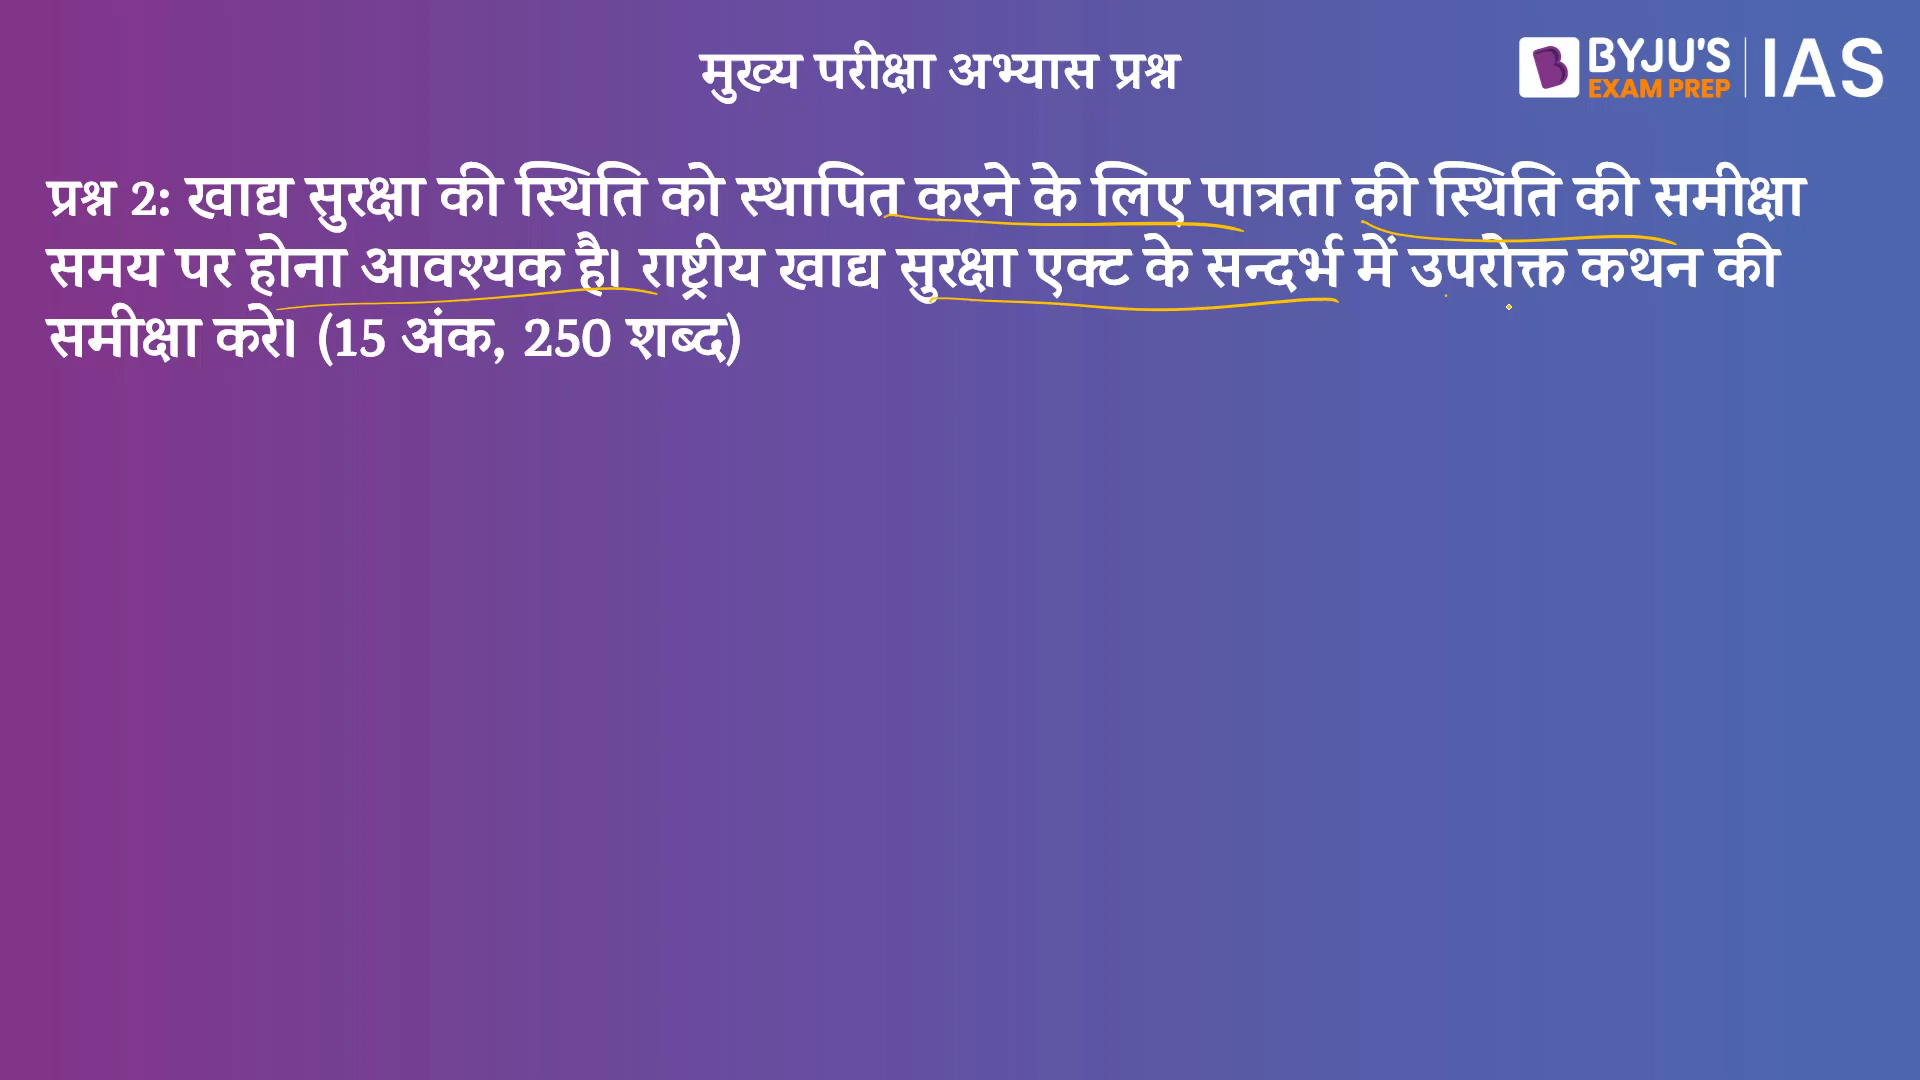 मुख्य परीक्षा अभ्यास प्रश्न
BYJU'S
EXAM PREP
IAS
प्रश्न 2: खाद्य सुरक्षा की स्थिति को स्थापित करने के लिए पात्रता की स्थिति की समीक्षा
समय पर होना आवश्यक है। राष्ट्रीय खाद्य सुरक्षा एक्ट के सन्दर्भ में उपरोक्त कथन की
समीक्षा करे। (15 अंक, 250 शब्द)